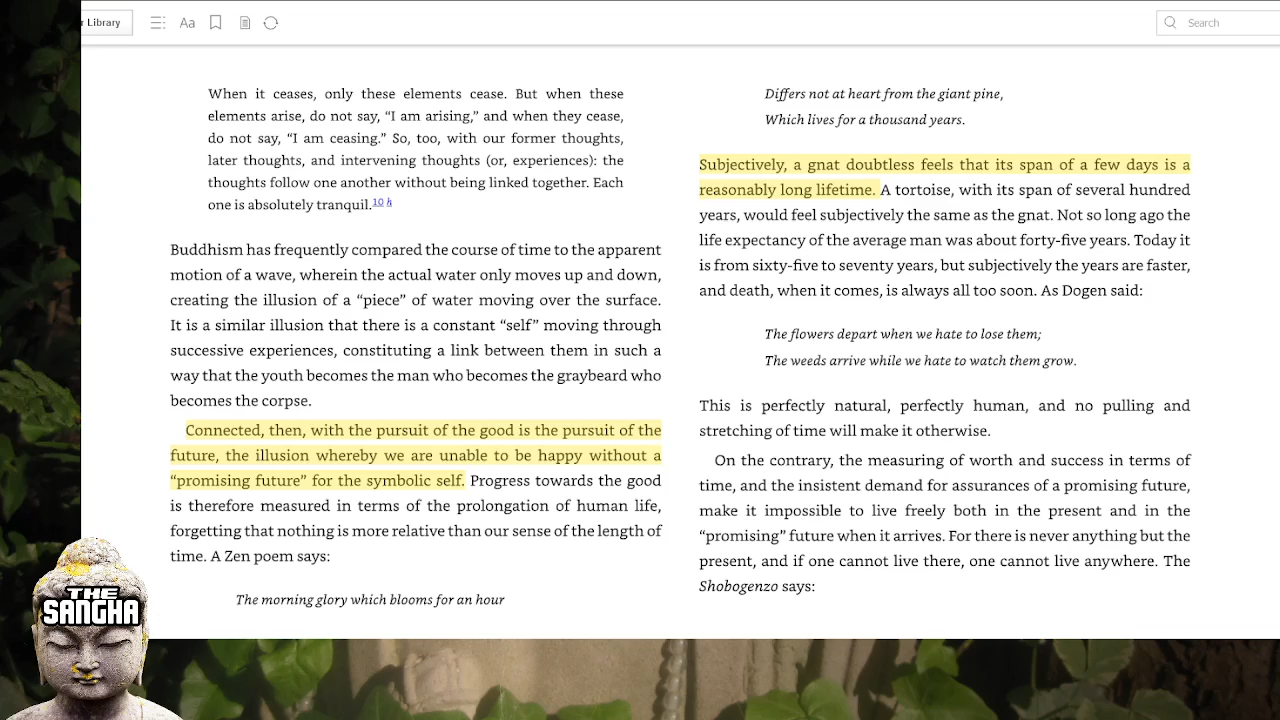 r Library
Aa
Search
When it ceases, only these elements cease. But when these
elements arise, do not say, “I am arising,” and when they cease,
do not say, “I am ceasing.” So, too, with our former thoughts,
later thoughts, and intervening thoughts (or, experiences): the
thoughts follow one another without being linked together. Each
one is absolutely tranquil.10 h
Buddhism has frequently compared the course of time to the apparent
motion of a wave, wherein the actual water only moves up and down,
creating the illusion of a “piece” of water moving over the surface.
It is a similar illusion that there is a constant “self” moving through
successive experiences, constituting a link between them in such a
way that the youth becomes the man who becomes the graybeard who
becomes the corpse.
Connected, then, with the pursuit of the good is the pursuit of the
future, the illusion whereby we are unable to be happy without a
“promising future” for the symbolic self. Progress towards the good
is therefore measured in terms of the prolongation of human life,
forgetting that nothing is more relative than our sense of the length of
time. A Zen poem says:
The morning glory which blooms for an hour
Differs not at heart from the giant pine,
Which lives for a thousand years.
Subjectively, a gnat doubtless feels that its span of a few days is a
reasonably long lifetime. A tortoise, with its span of several hundred
years, would feel subjectively the same as the gnat. Not so long ago the
life expectancy of the average man was about forty-five years. Today it
is from sixty-five to seventy years, but subjectively the years are faster,
and death, when it comes, is always all too soon. As Dogen said:
The flowers depart when we hate to lose them;
The weeds arrive while we hate to watch them grow.
This is perfectly natural, perfectly human, and no pulling and
stretching of time will make it otherwise.
On the contrary, the measuring of worth and success in terms of
time, and the insistent demand for assurances of a promising future,
make it impossible to live freely both in the present and in the
“promising” future when it arrives. For there is never anything but the
present, and if one cannot live there, one cannot live anywhere. The
Shobogenzo says:
THE
SANGHA